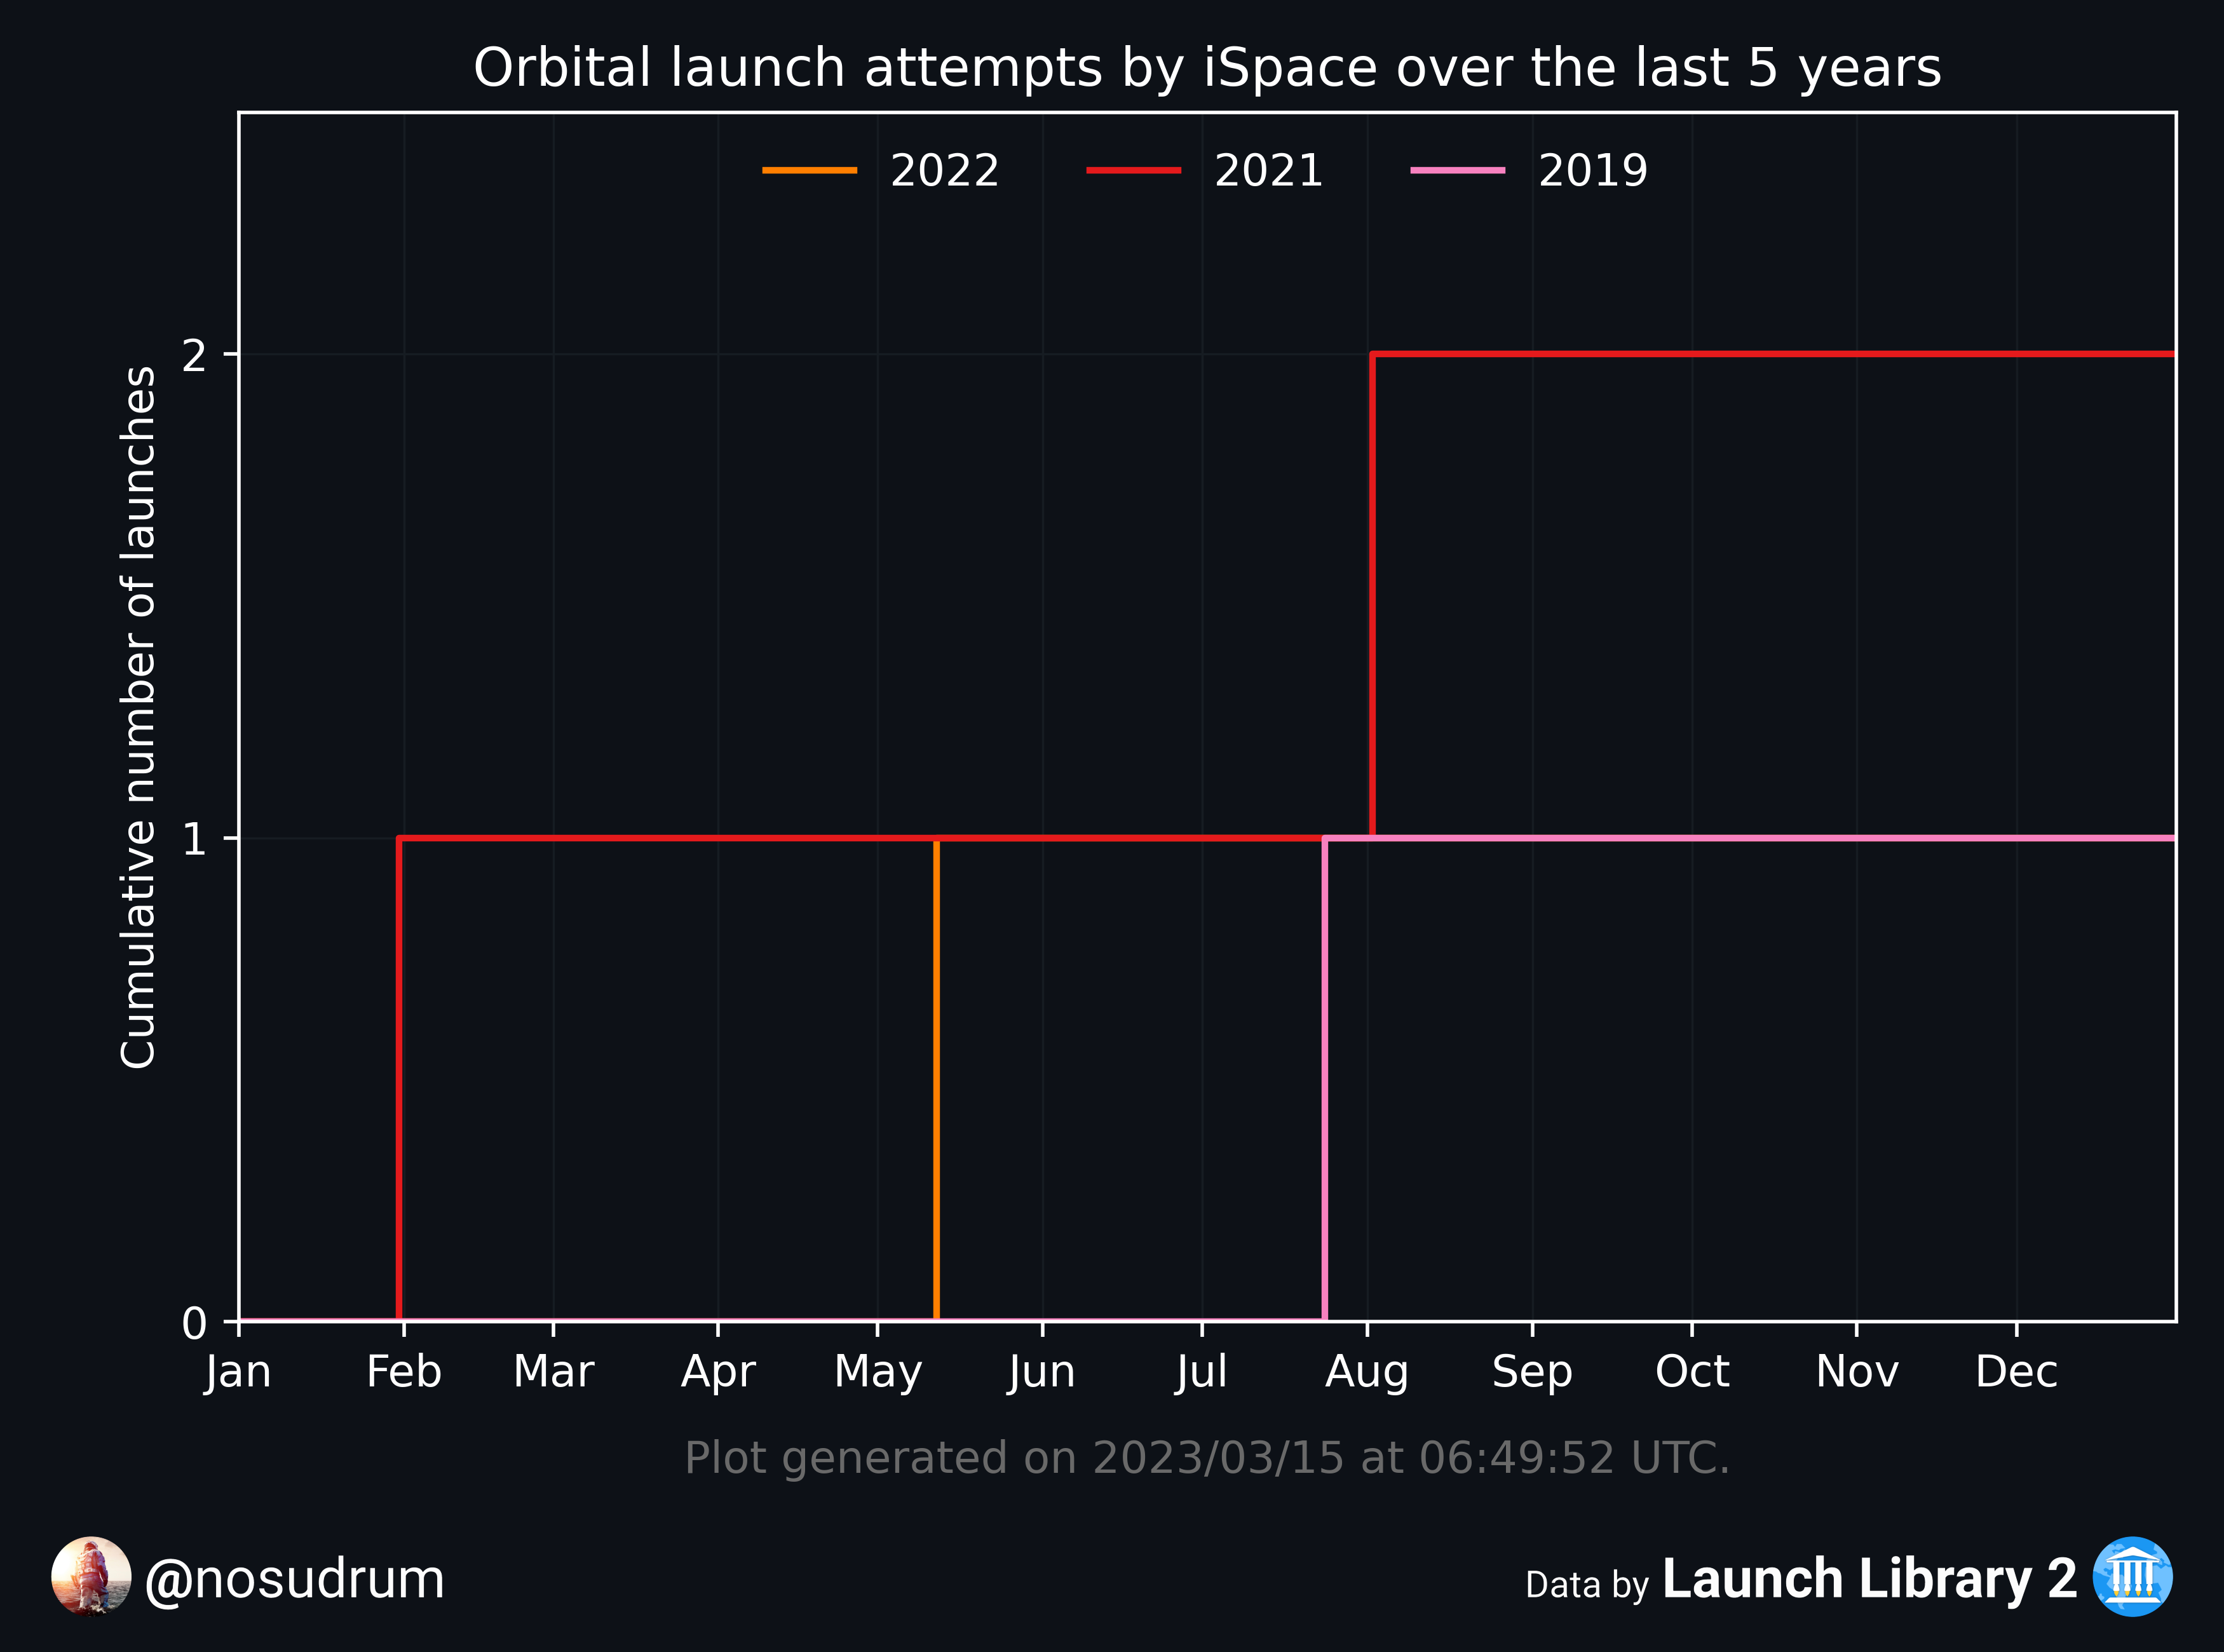 Orbital launch attempts by iSpace over the last 5 years
2022 2021 2019
Cumulative number of launches
2
1
0
Jan Feb Mar Apr May Jun Jul Aug Sep Oct Nov Dec
Plot generated on 2023/03/15 at 06:49:52 UTC.
@nosudrum
Data by Launch Library 2